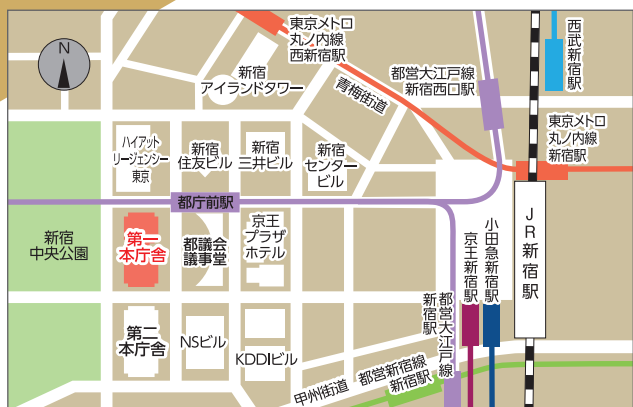 N
東京メトロ
丸ノ内線
西新宿駅
西武新宿駅
新宿
アイランドタワー
都営大江戸線
新宿西口駅
青梅街道
東京メトロ
丸ノ内線
新宿駅
ハイアット
リージェンシー
東京
新宿
住友ビル
新宿
三井ビル
新宿
センター
ビル
都庁前駅
新宿
中央公園
第一
本庁舎
都議会
議事堂
京王
プラザ
ホテル
小田急新宿駅
京王新宿駅
JR新宿駅
都営大江戸線
新宿駅
第二
本庁舎
NSビル
KDDIビル
甲州街道
都営新宿線
新宿駅